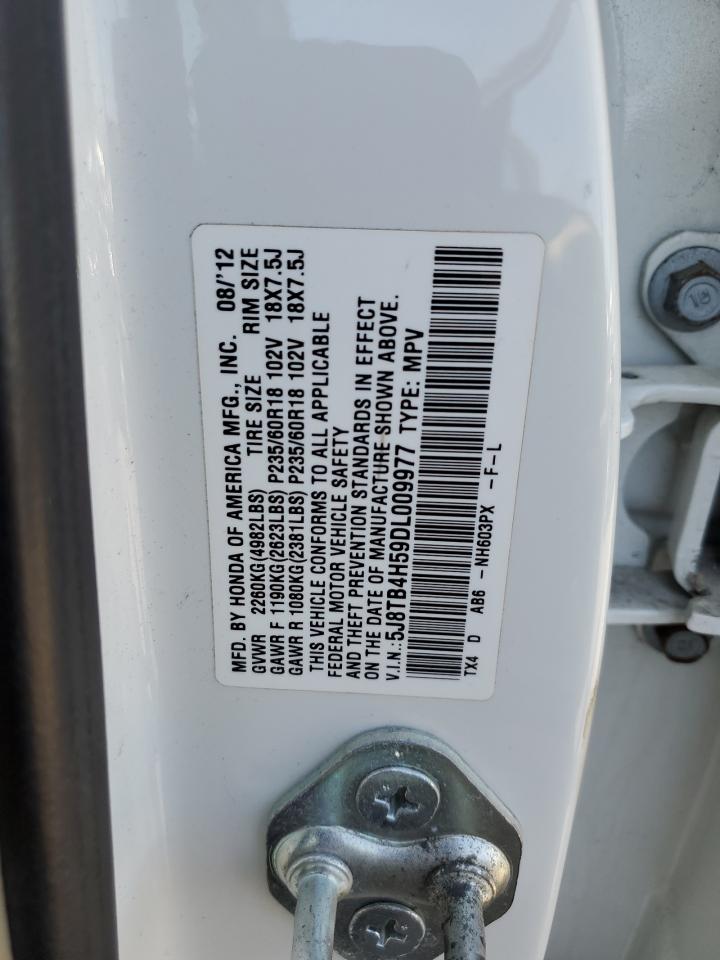 MFD. BY HONDA OF AMERICA MFG., INC. 08/'12
GVWR 2260KG(4982LBS) TIRE SIZE RIM SIZE
GAWR F 1190KG(2623LBS) P235/60R18 102V 18X7.5J
GAWR R 1080KG(2381LBS) P235/60R18 102V 18X7.5J
THIS VEHICLE CONFORMS TO ALL APPLICABLE
FEDERAL MOTOR VEHICLE SAFETY
AND THEFT PREVENTION STANDARDS IN EFFECT
ON THE DATE OF MANUFACTURE SHOWN ABOVE.
V.I.N.:5J8TB4H59DL009977 TYPE: MPV
TX4 D AB6 -NH603PX -F-L